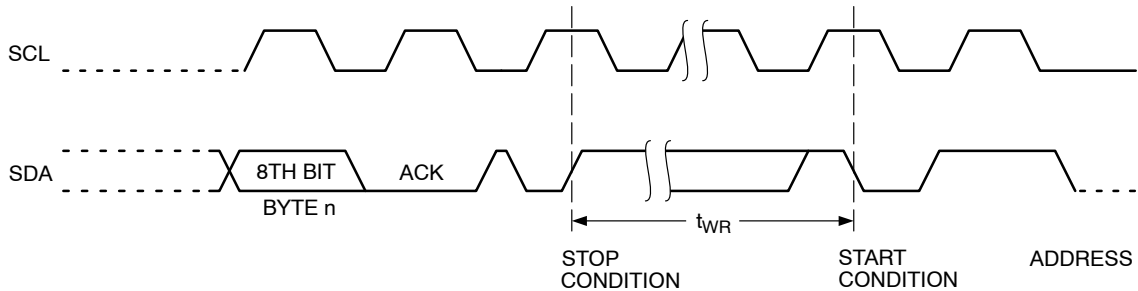 SCL
SDA
8TH BIT
ACK
BYTE n
tWR
STOP
CONDITION
START
CONDITION
ADDRESS